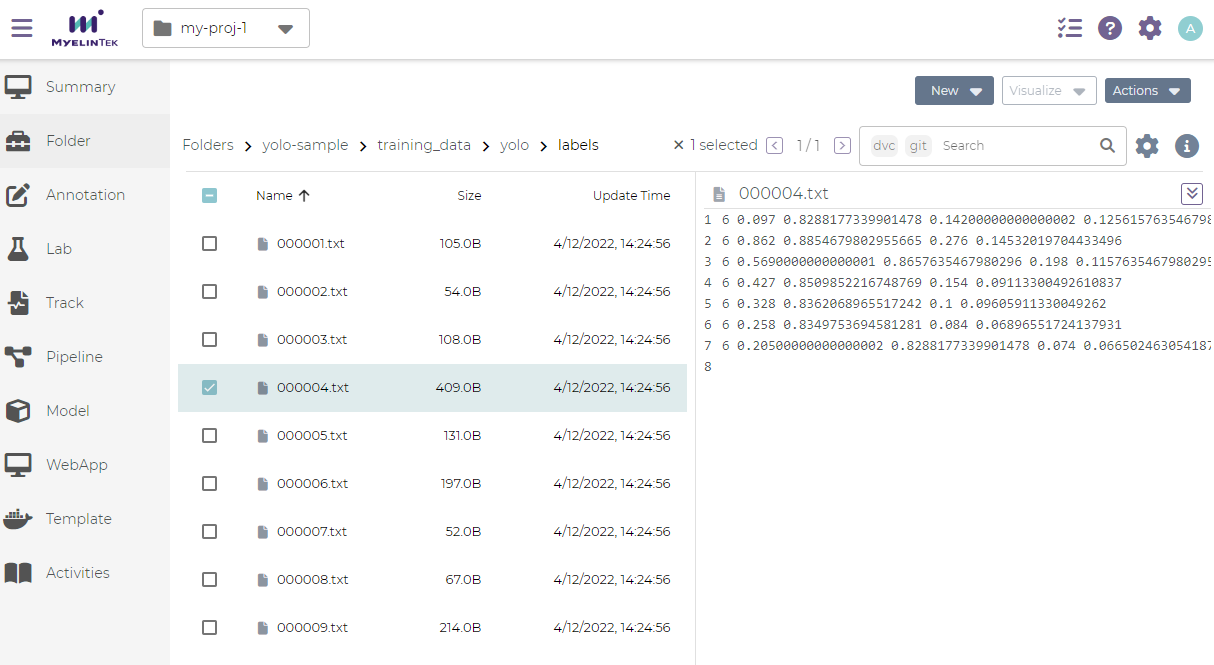 MYELINTEK
my-proj-1
A
Summary
Folder
Annotation
Lab
Track
Pipeline
Model
WebApp
Template
Activities
New
Visualize
Actions
Folders > yolo-sample > training_data > yolo > labels
× 1 selected < 1 / 1 >
dvc git Search
Name ↑ Size Update Time
000001.txt 105.0B 4/12/2022, 14:24:56
000002.txt 54.0B 4/12/2022, 14:24:56
000003.txt 108.0B 4/12/2022, 14:24:56
000004.txt 409.0B 4/12/2022, 14:24:56
000005.txt 131.0B 4/12/2022, 14:24:56
000006.txt 197.0B 4/12/2022, 14:24:56
000007.txt 52.0B 4/12/2022, 14:24:56
000008.txt 67.0B 4/12/2022, 14:24:56
000009.txt 214.0B 4/12/2022, 14:24:56
000004.txt
1 6 0.097 0.8288177339901478 0.14200000000000002 0.125615763546798
2 6 0.862 0.8854679802955665 0.276 0.14532019704433496
3 6 0.5690000000000001 0.8657635467980296 0.198 0.1157635467980295
4 6 0.427 0.8509852216748769 0.154 0.09113300492610837
5 6 0.328 0.8362068965517242 0.1 0.09605911330049262
6 6 0.258 0.8349753694581281 0.084 0.06896551724137931
7 6 0.20500000000000002 0.8288177339901478 0.074 0.066502463054187
8